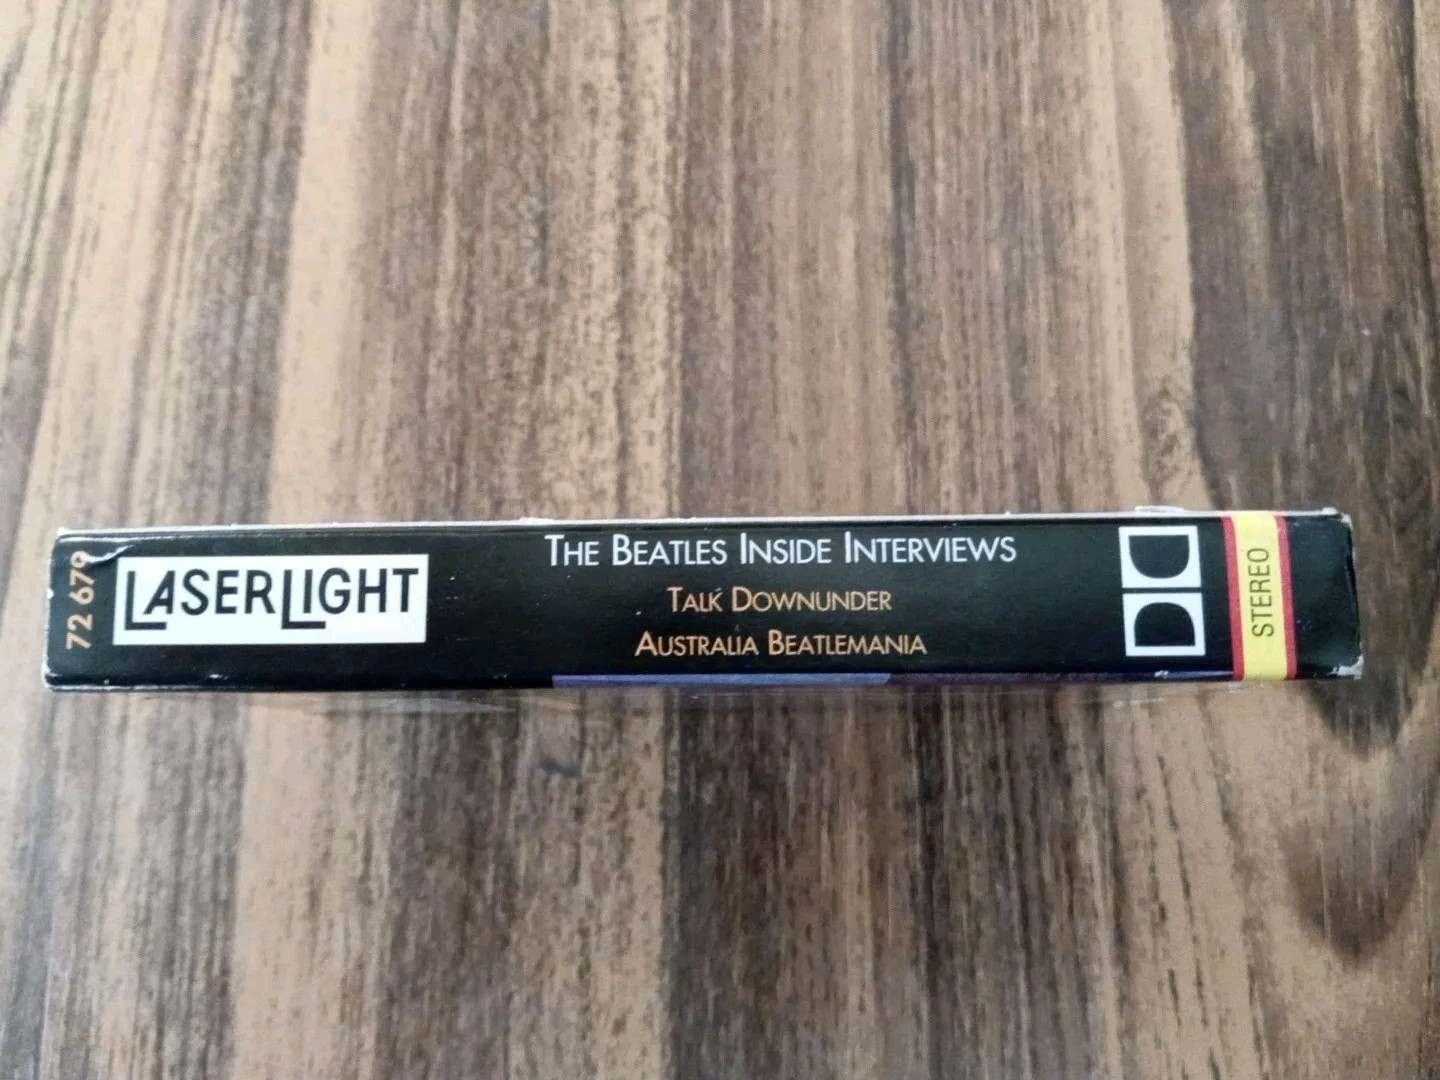 72 679
LASERLIGHT
THE BEATLES INSIDE INTERVIEWS
TALK DOWNUNDER
AUSTRALIA BEATLEMANIA
STEREO